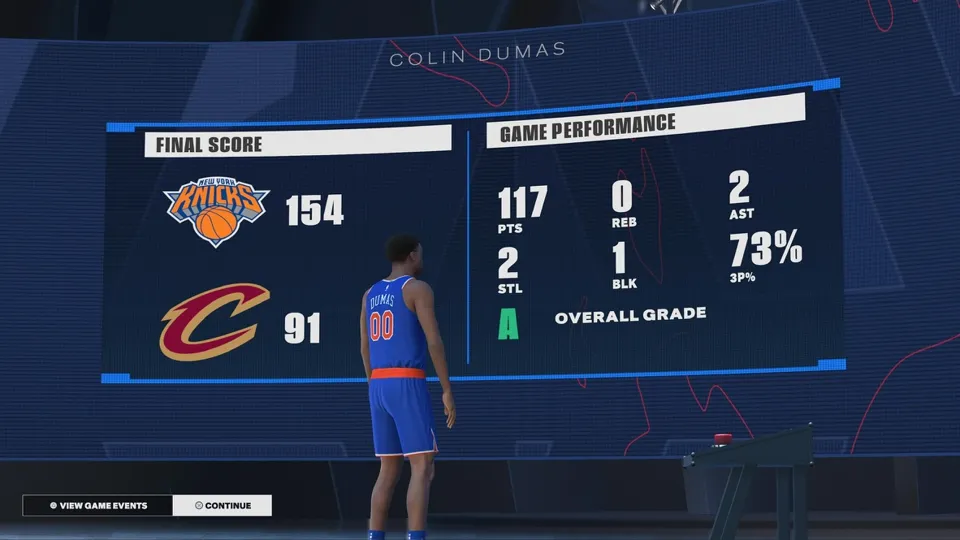 COLIN DUMAS
FINAL SCORE
NEW YORK
KNICKS
154
C
91
GAME PERFORMANCE
117
PTS
0
REB
2
AST
2
STL
1
BLK
73%
3P%
A
OVERALL GRADE
DUMAS
00
VIEW GAME EVENTS
CONTINUE